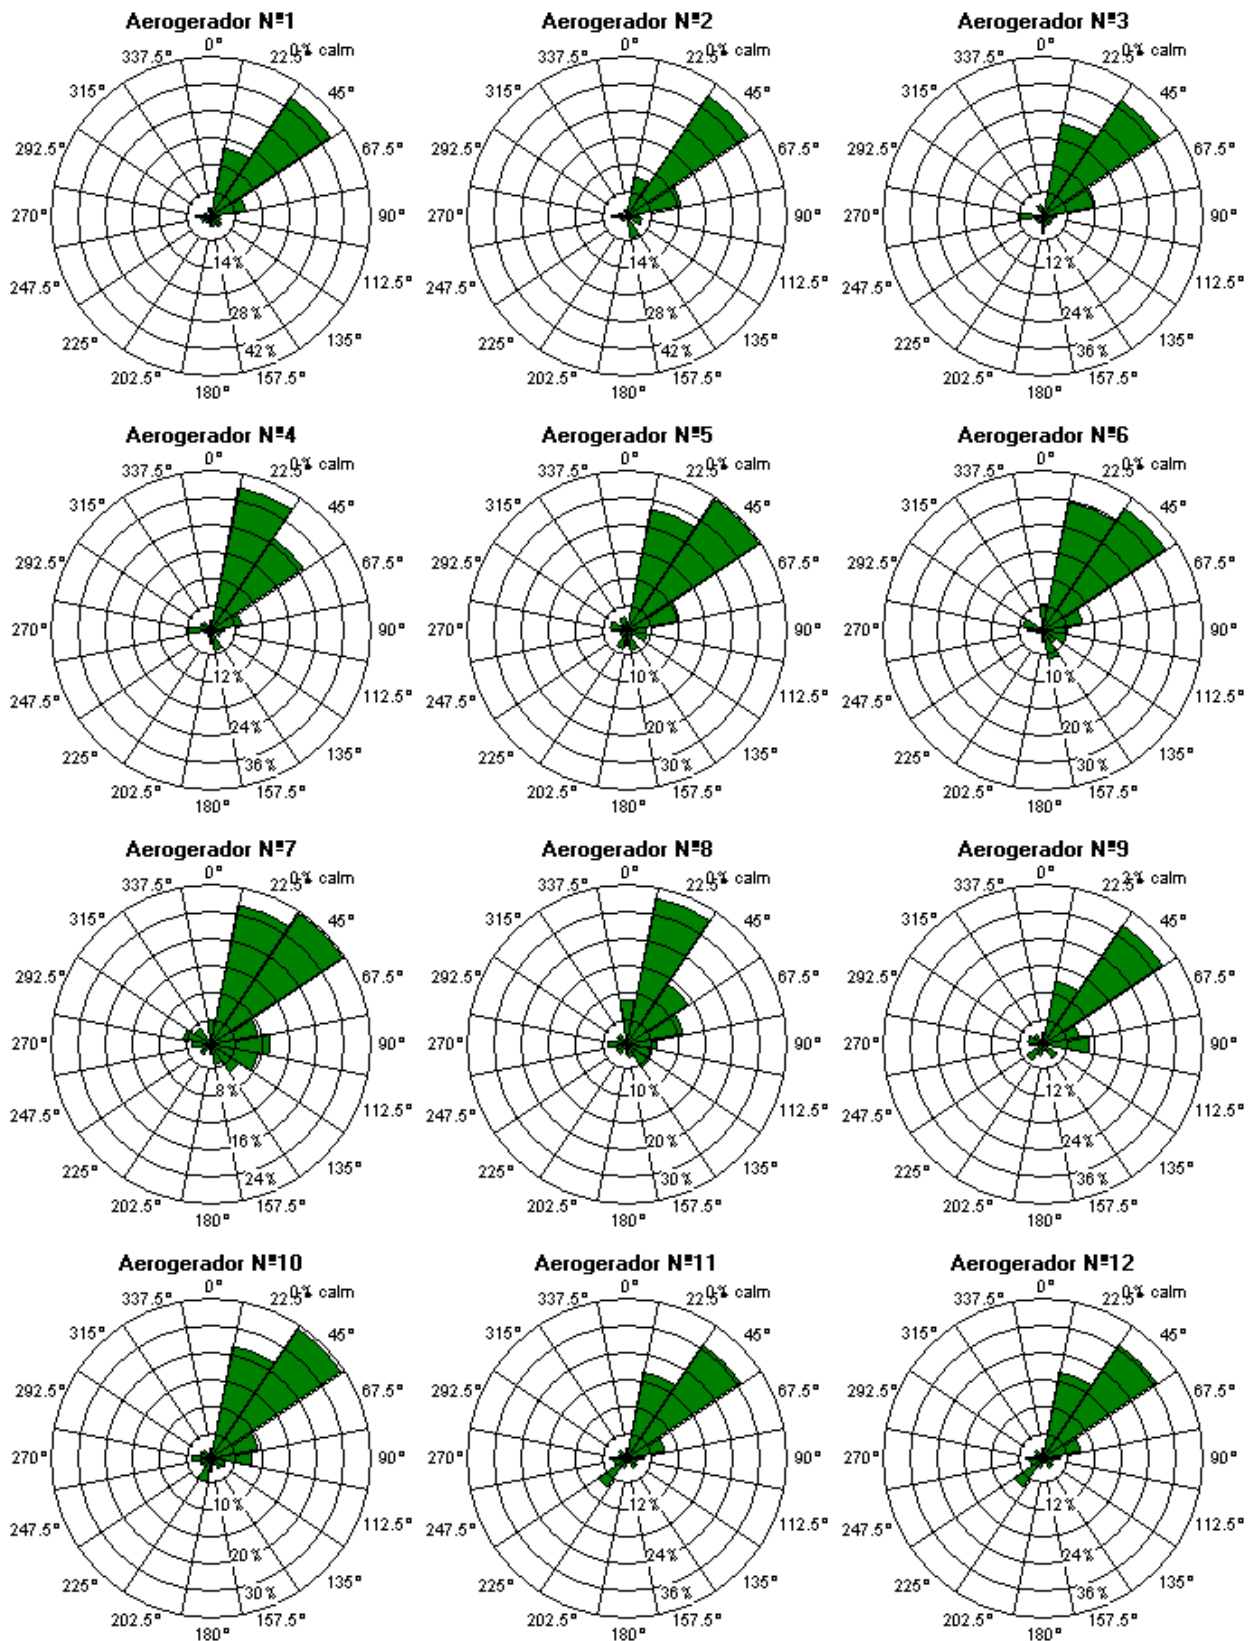 Aerogerador Nº1 Aerogerador Nº2 Aerogerador Nº3
0° 0% calm 0° 0% calm 0° 0% calm
337.5° 22.5° 337.5° 22.5° 337.5° 22.5°
315° 45° 315° 45° 315° 45°
292.5° 67.5° 292.5° 67.5° 292.5° 67.5°
270° 90° 270° 90° 270° 90°
14% 14% 12%
247.5° 112.5° 247.5° 112.5° 247.5° 112.5°
28% 28% 24%
225° 135° 225° 135° 225° 135°
42% 42% 36%
202.5° 157.5° 202.5° 157.5° 202.5° 157.5°
180° 180° 180°
Aerogerador Nº4 Aerogerador Nº5 Aerogerador Nº6
0° 0% calm 0° 0% calm 0° 0% calm
337.5° 22.5° 337.5° 22.5° 337.5° 22.5°
315° 45° 315° 45° 315° 45°
292.5° 67.5° 292.5° 67.5° 292.5° 67.5°
270° 90° 270° 90° 270° 90°
12% 10% 10%
247.5° 112.5° 247.5° 112.5° 247.5° 112.5°
24% 20% 20%
225° 135° 225° 135° 225° 135°
36% 30% 30%
202.5° 157.5° 202.5° 157.5° 202.5° 157.5°
180° 180° 180°
Aerogerador Nº7 Aerogerador Nº8 Aerogerador Nº9
0° 0% calm 0° 0% calm 0° 2% calm
337.5° 22.5° 337.5° 22.5° 337.5° 22.5°
315° 45° 315° 45° 315° 45°
292.5° 67.5° 292.5° 67.5° 292.5° 67.5°
270° 90° 270° 90° 270° 90°
8% 10% 12%
247.5° 112.5° 247.5° 112.5° 247.5° 112.5°
16% 20% 24%
225° 135° 225° 135° 225° 135°
24% 30% 36%
202.5° 157.5° 202.5° 157.5° 202.5° 157.5°
180° 180° 180°
Aerogerador Nº10 Aerogerador Nº11 Aerogerador Nº12
0° 0% calm 0° 0% calm 0° 0% calm
337.5° 22.5° 337.5° 22.5° 337.5° 22.5°
315° 45° 315° 45° 315° 45°
292.5° 67.5° 292.5° 67.5° 292.5° 67.5°
270° 90° 270° 90° 270° 90°
10% 12% 12%
247.5° 112.5° 247.5° 112.5° 247.5° 112.5°
20% 24% 24%
225° 135° 225° 135° 225° 135°
30% 36% 36%
202.5° 157.5° 202.5° 157.5° 202.5° 157.5°
180° 180° 180°